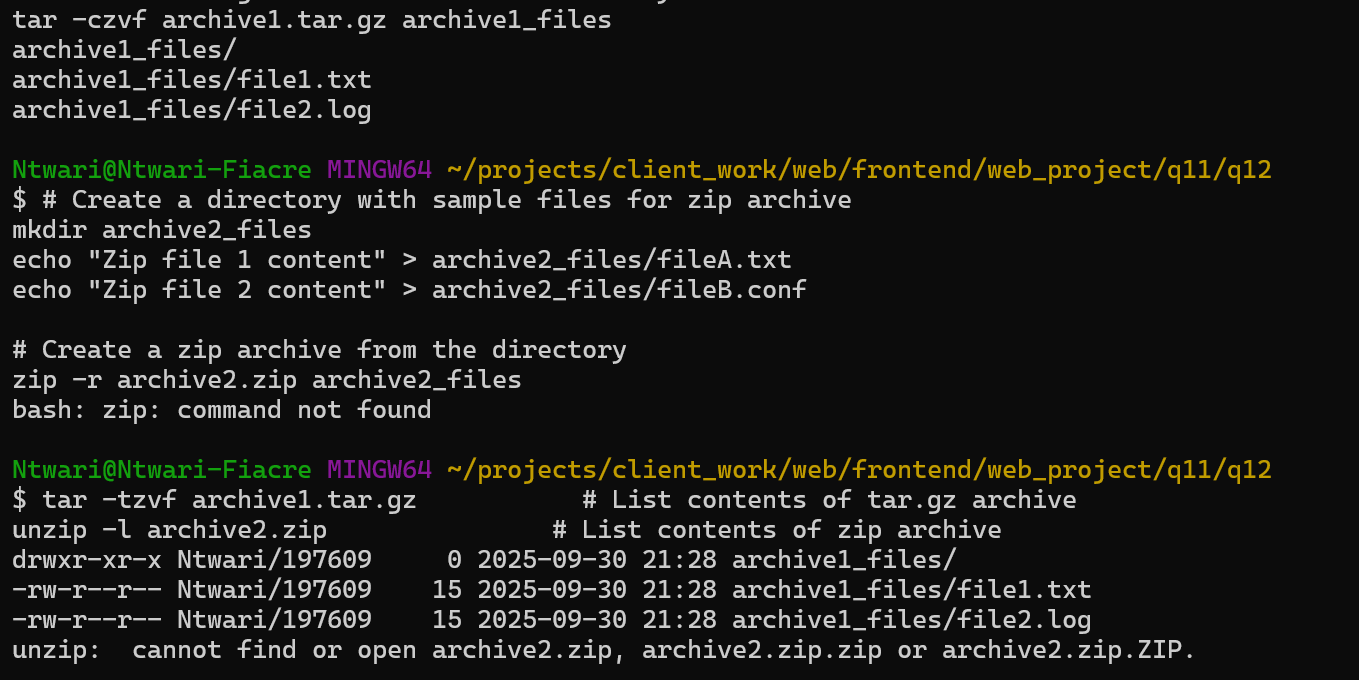 tar -czvf archive1.tar.gz archive1_files
archive1_files/
archive1_files/file1.txt
archive1_files/file2.log
Ntwari@Ntwari-Fiacre MINGW64 ~/projects/client_work/web/frontend/web_project/q11/q12
$ # Create a directory with sample files for zip archive
mkdir archive2_files
echo "Zip file 1 content" > archive2_files/fileA.txt
echo "Zip file 2 content" > archive2_files/fileB.conf
# Create a zip archive from the directory
zip -r archive2.zip archive2_files
bash: zip: command not found
Ntwari@Ntwari-Fiacre MINGW64 ~/projects/client_work/web/frontend/web_project/q11/q12
$ tar -tzvf archive1.tar.gz           # List contents of tar.gz archive
unzip -l archive2.zip               # List contents of zip archive
drwxr-xr-x Ntwari/197609     0 2025-09-30 21:28 archive1_files/
-rw-r--r-- Ntwari/197609    15 2025-09-30 21:28 archive1_files/file1.txt
-rw-r--r-- Ntwari/197609    15 2025-09-30 21:28 archive1_files/file2.log
unzip:  cannot find or open archive2.zip, archive2.zip.zip or archive2.zip.ZIP.